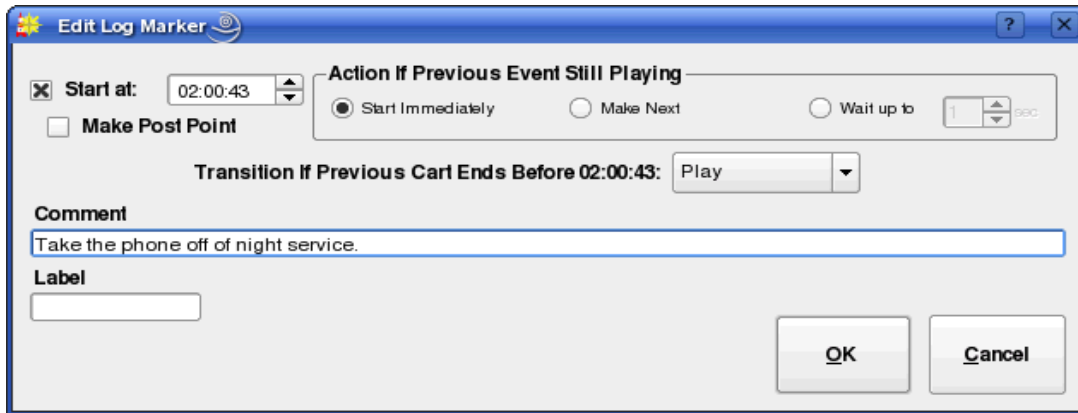 Edit Log Marker
?
Start at: 02:00:43
Action If Previous Event Still Playing
Start Immediately Make Next Wait up to 1 sec
Make Post Point
Transition If Previous Cart Ends Before 02:00:43: Play
Comment
Take the phone off of night service.
Label
OK Cancel